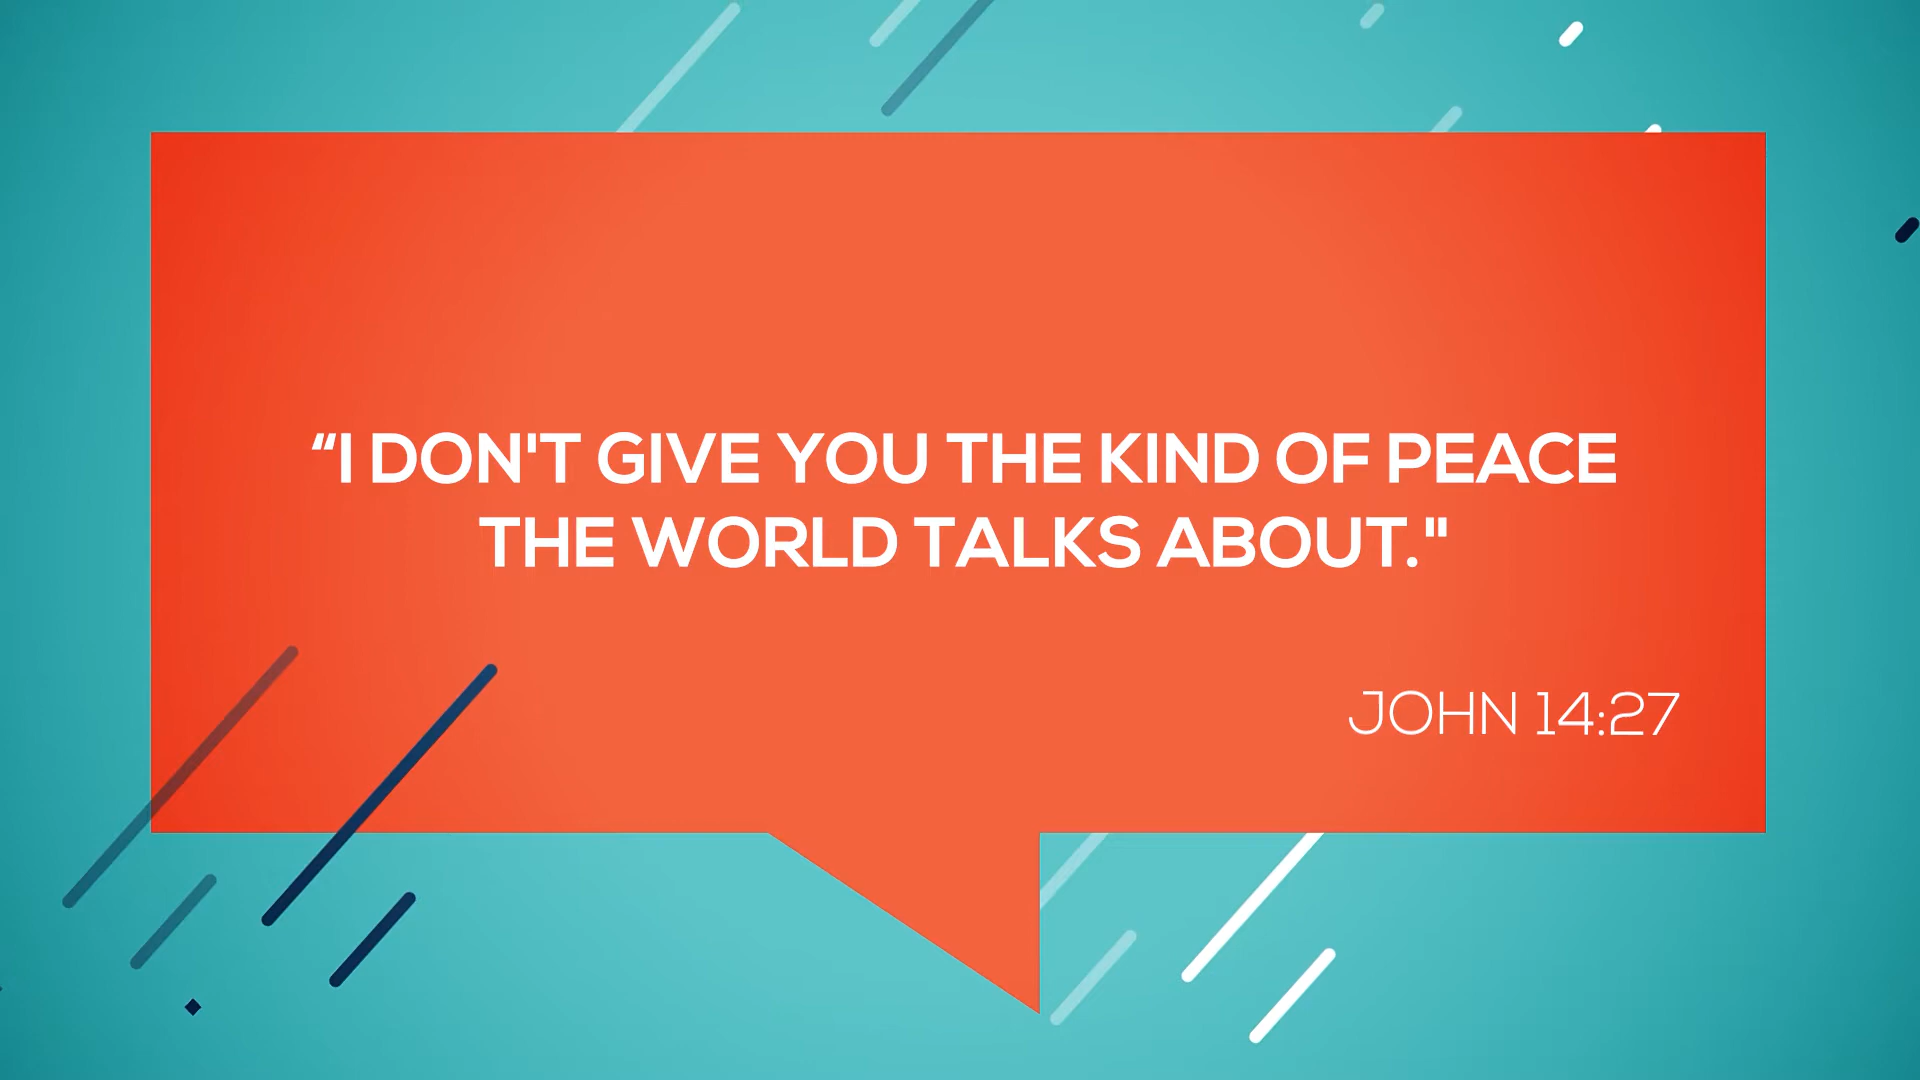 “I DON'T GIVE YOU THE KIND OF PEACE
THE WORLD TALKS ABOUT."
JOHN 14:27